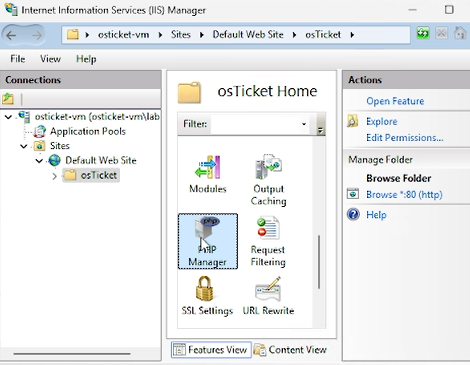 Internet Information Services (IIS) Manager
osticket-vm › Sites › Default Web Site › osTicket ›
File View Help
Connections
osticket-vm (osticket-vm\lab
Application Pools
Sites
Default Web Site
osTicket
osTicket Home
Filter:
Modules
Output
Caching
php
PHP
Manager
Request
Filtering
SSL Settings
URL Rewrite
Features View
Content View
Actions
Open Feature
Explore
Edit Permissions...
Manage Folder
Browse Folder
Browse *:80 (http)
Help